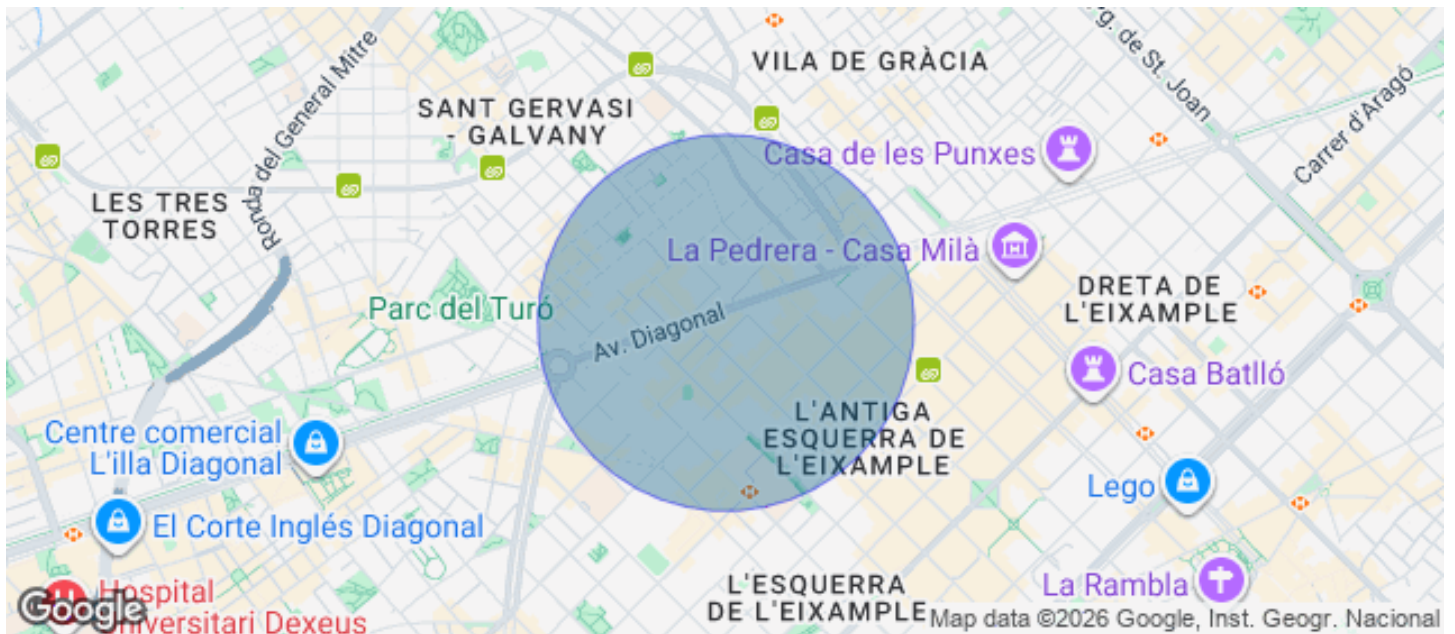 Pg. de St. Joan
VILA DE GRÀCIA
Ronda del General Mitre
SANT GERVASI
- GALVANY
Carrer d'Aragó
Casa de les Punxes
LES TRES
TORRES
La Pedrera - Casa Milà
DRETA DE
L'EIXAMPLE
Parc del Turó
Av. Diagonal
Casa Batlló
L'ANTIGA
ESQUERRA DE
L'EIXAMPLE
Centre comercial
L'illa Diagonal
Lego
El Corte Inglés Diagonal
L'ESQUERRA
DE L'EIXAMPLE
La Rambla
Hospital
Universitari Dexeus
Google
Map data ©2026 Google, Inst. Geogr. Nacional